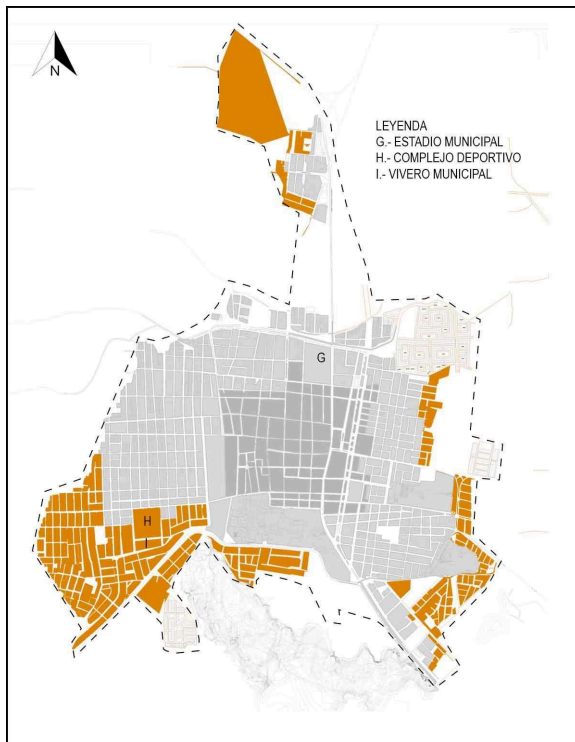 N
LEYENDA
G.- ESTADIO MUNICIPAL
H.- COMPLEJO DEPORTIVO
I.- VIVERO MUNICIPAL
G
H
I